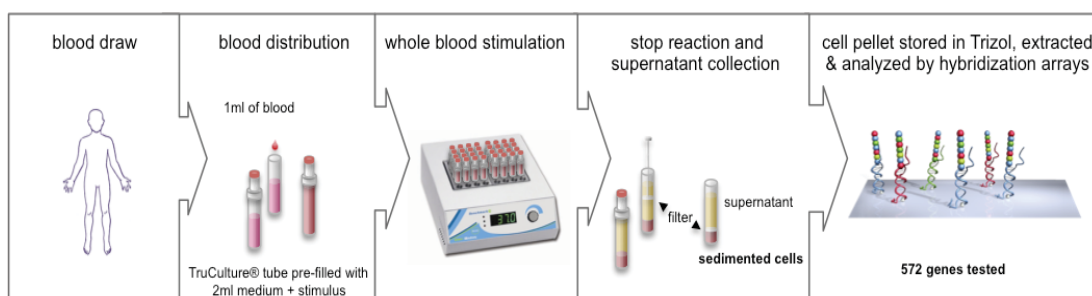 blood draw
blood distribution
1ml of blood
TruCulture® tube pre-filled with
2ml medium + stimulus
whole blood stimulation
37.0
stop reaction and
supernatant collection
supernatant
filter
sedimented cells
cell pellet stored in Trizol, extracted
& analyzed by hybridization arrays
572 genes tested